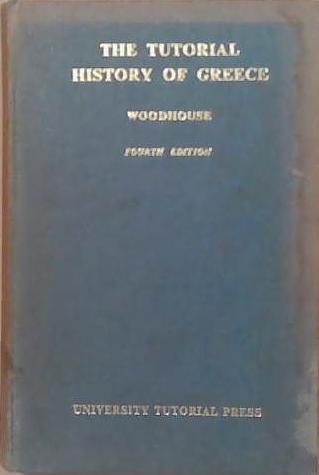 THE TUTORIAL
HISTORY OF GREECE
WOODHOUSE
FOURTH EDITION
UNIVERSITY TUTORIAL PRESS